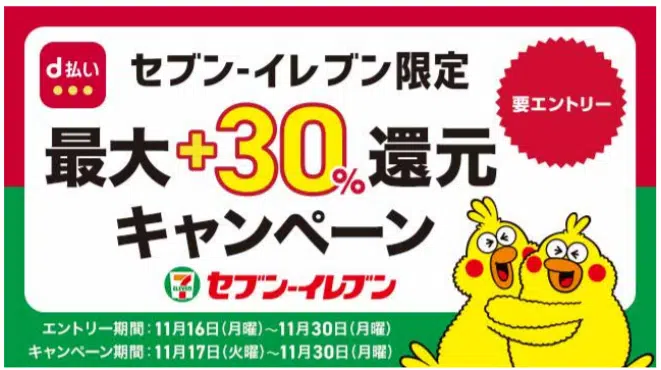 d払い
セブン-イレブン限定
要エントリー
最大+30%還元
キャンペーン
7
ELEVEn
セブン-イレブン
エントリー期間:11月16日(月曜)~11月30日(月曜)
キャンペーン期間:11月17日(火曜)~11月30日(月曜)